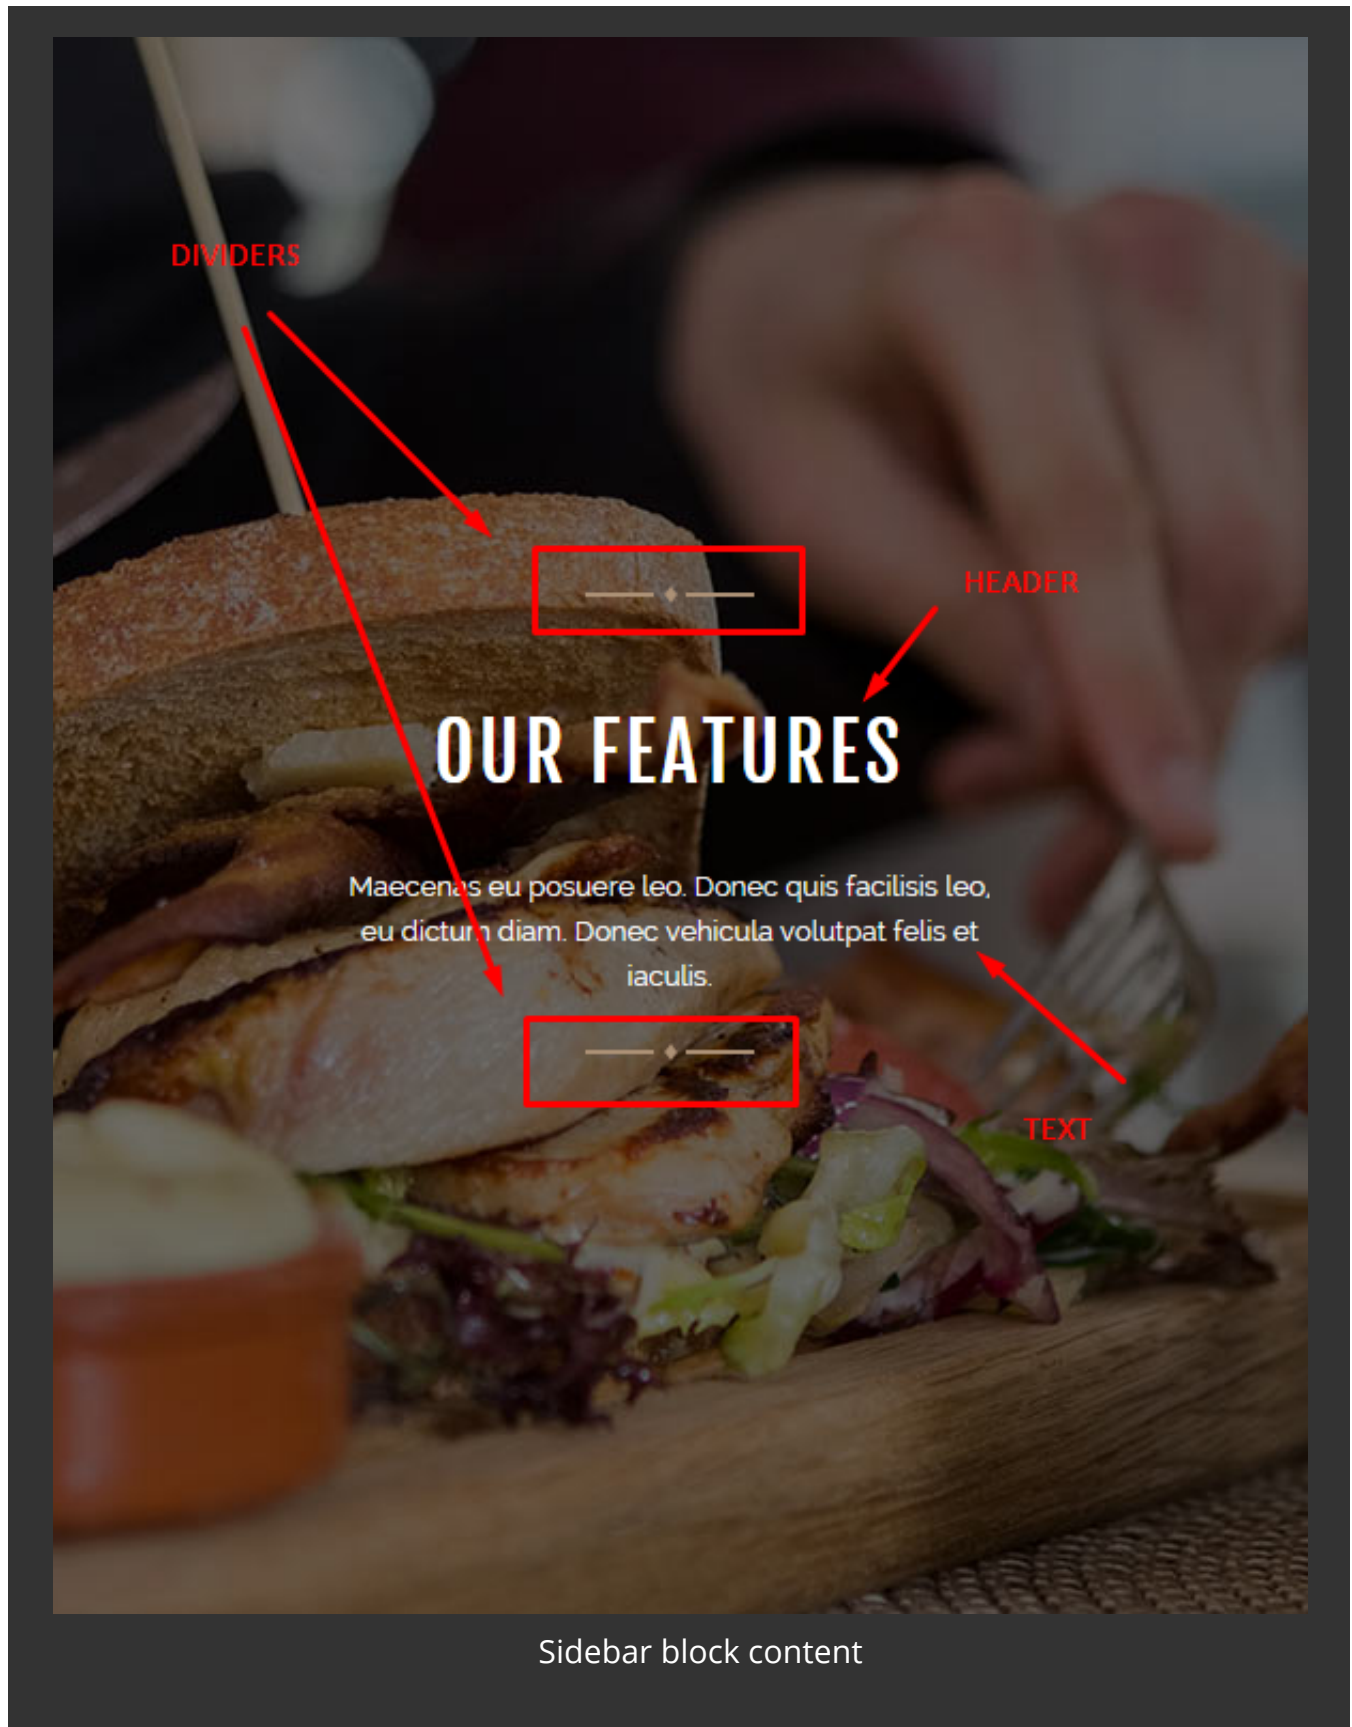 DIVIDERS
HEADER
OUR FEATURES
Maecenas eu posuere leo. Donec quis facilisis leo,
eu dictum diam. Donec vehicula volutpat felis et
iaculis.
TEXT
Sidebar block content